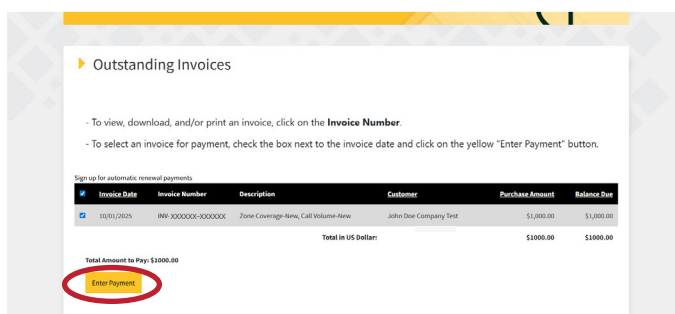 Outstanding Invoices
- To view, download, and/or print an invoice, click on the Invoice Number.
- To select an invoice for payment, check the box next to the invoice date and click on the yellow "Enter Payment" button.
Sign up for automatic renewal payments
Invoice Date Invoice Number Description Customer Purchase Amount Balance Due
10/01/2025 INV- XXXXXX-XXXXXX Zone Coverage-New, Call Volume-New John Doe Company Test $1,000.00 $1,000.00
Total in US Dollar: $1000.00 $1000.00
Total Amount to Pay: $1000.00
Enter Payment